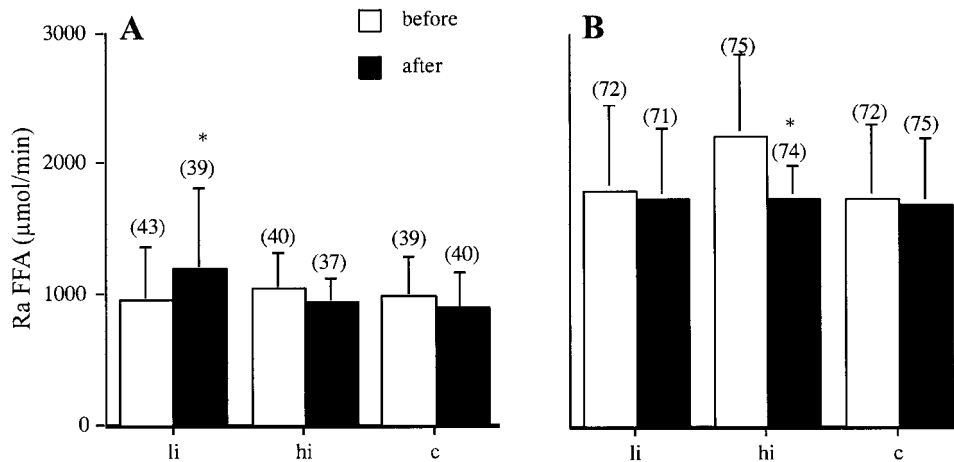 A
B
before
after
3000
2000
1000
0
Ra FFA (μmol/min)
(43)
*
(39)
(40)
(37)
(39)
(40)
li
hi
c
(72)
(71)
(75)
*
(74)
(72)
(75)
li
hi
c